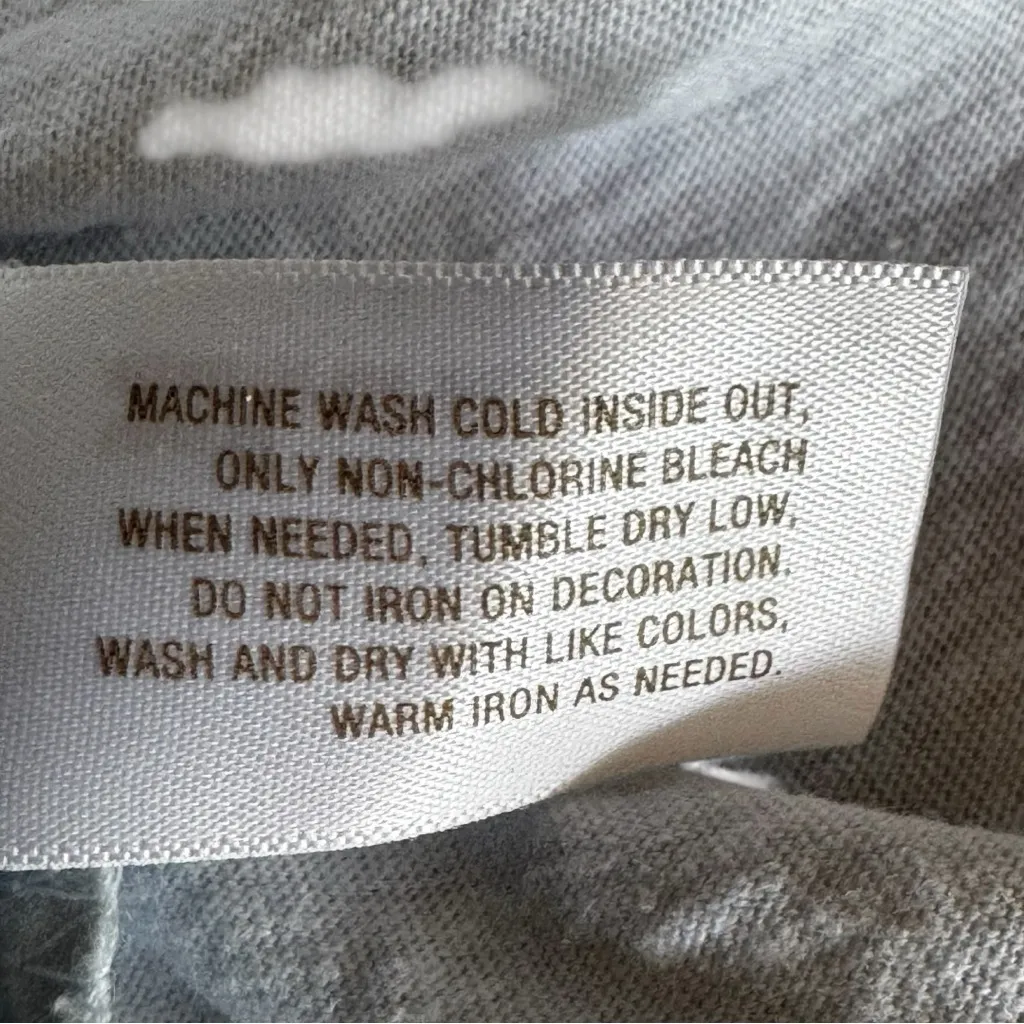 MACHINE WASH COLD INSIDE OUT,
ONLY NON-CHLORINE BLEACH
WHEN NEEDED, TUMBLE DRY LOW,
DO NOT IRON ON DECORATION.
WASH AND DRY WITH LIKE COLORS,
WARM IRON AS NEEDED.